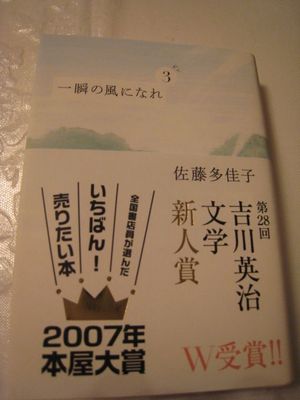 3
一瞬の風になれ
佐藤多佳子
第28回
吉川英治
文学
新人賞
全国書店員が選んだ
いちばん!
売りたい本
2007年
本屋大賞
W受賞!!